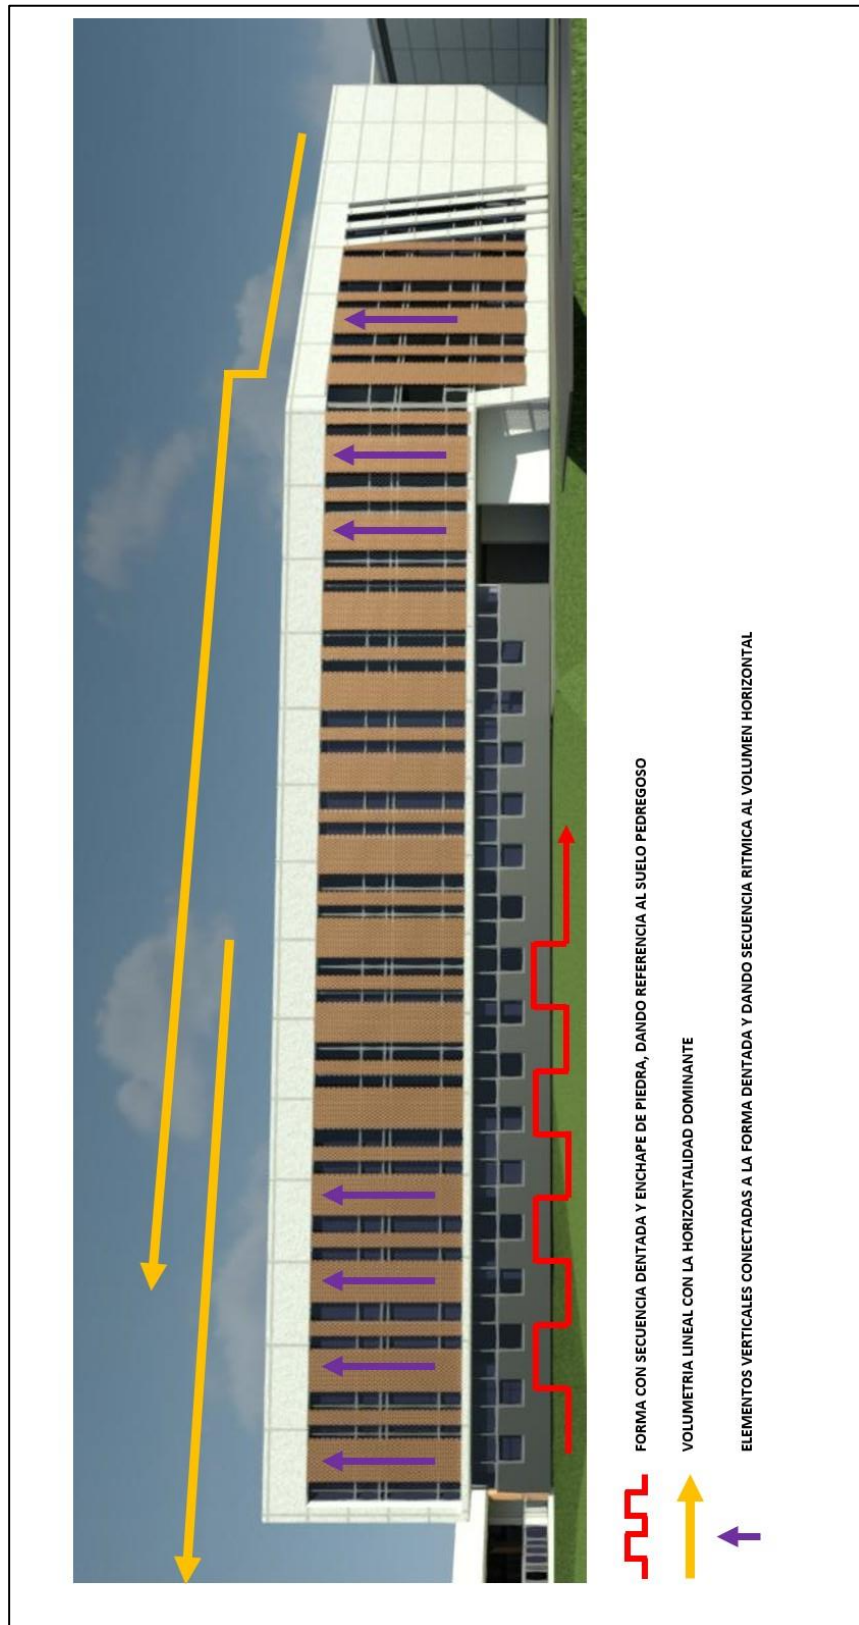 FORMA CON SECUENCIA DENTADA Y ENCHAPE DE PIEDRA, DANDO REFERENCIA AL SUELO PEDREGOSO
VOLUMETRIA LINEAL CON LA HORIZONTALIDAD DOMINANTE
ELEMENTOS VERTICALES CONECTADAS A LA FORMA DENTADA Y DANDO SECUENCIA RITMICA AL VOLUMEN HORIZONTAL